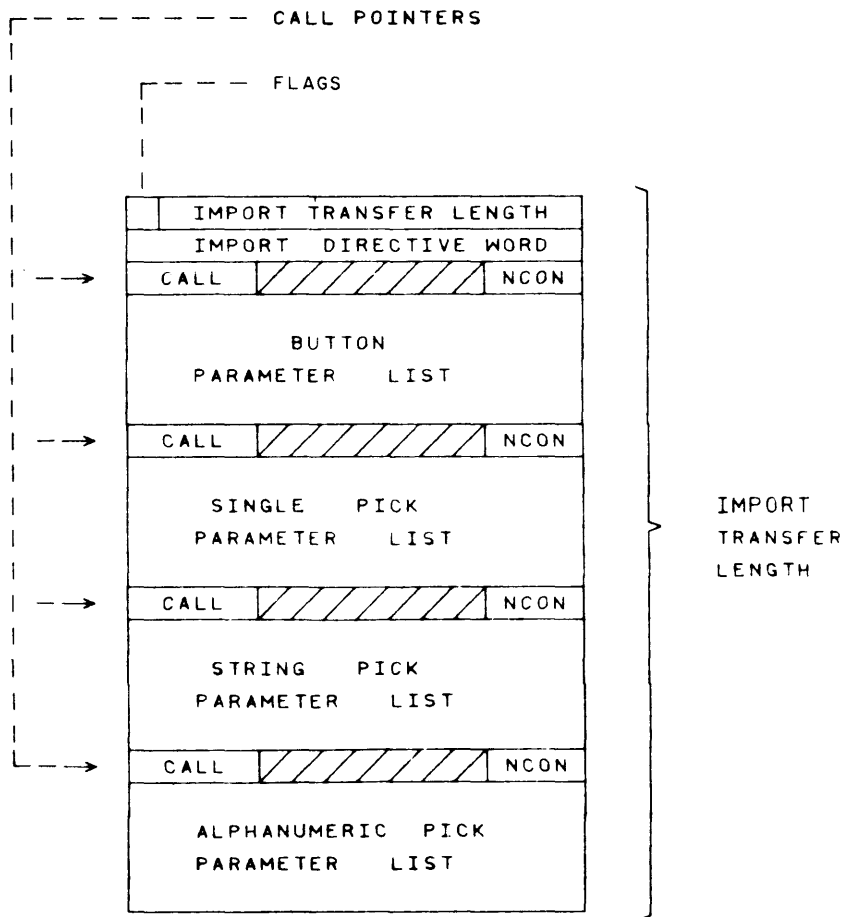 CALL POINTERS
FLAGS
IMPORT TRANSFER LENGTH
IMPORT DIRECTIVE WORD
CALL NCON
BUTTON
PARAMETER LIST
CALL NCON
SINGLE PICK
PARAMETER LIST
IMPORT
TRANSFER
LENGTH
CALL NCON
STRING PICK
PARAMETER LIST
CALL NCON
ALPHANUMERIC PICK
PARAMETER LIST